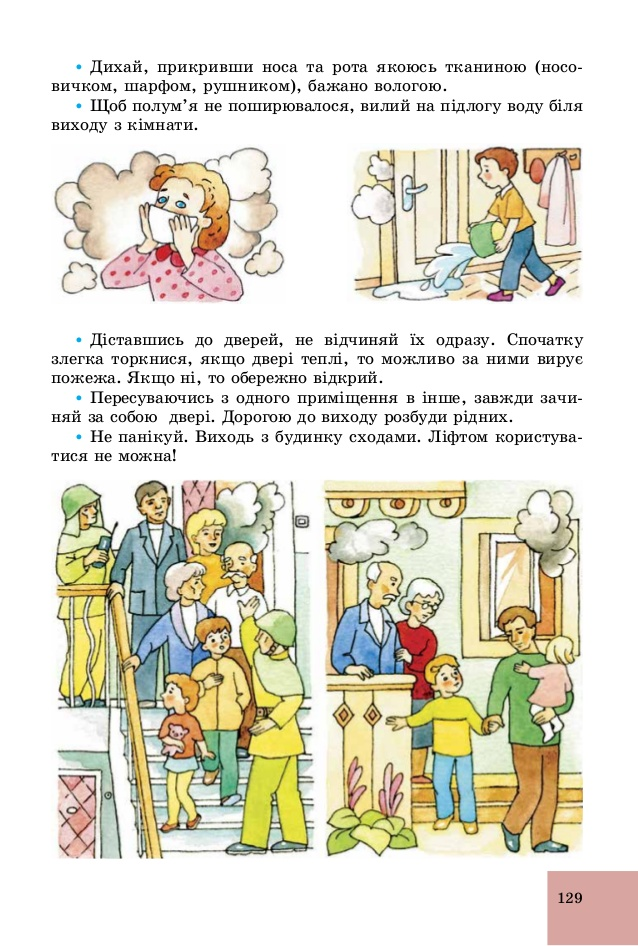 • Дихай, прикривши носа та рота якоюсь тканиною (носо-
вичком, шарфом, рушником), бажано вологою.
• Щоб полум’я не поширювалося, вилий на підлогу воду біля
виходу з кімнати.
• Діставшись до дверей, не відчиняй їх одразу. Спочатку
злегка торкнися, якщо двері теплі, то можливо за ними вирує
пожежа. Якщо ні, то обережно відкрий.
• Пересуваючись з одного приміщення в інше, завжди зачи-
няй за собою двері. Дорогою до виходу розбуди рідних.
• Не панікуй. Виходь з будинку сходами. Ліфтом користува-
тися не можна!
129